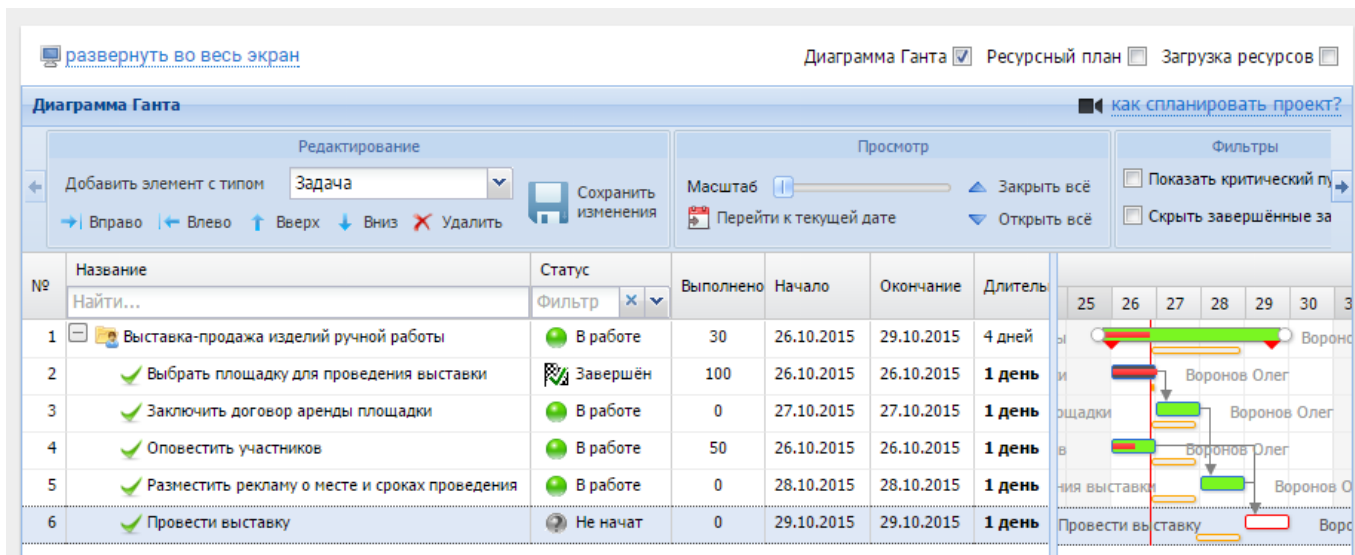 развернуть во весь экран Диаграмма Ганта Ресурсный план Загрузка ресурсов
Диаграмма Ганта как спланировать проект?
Редактирование Просмотр Фильтры
Добавить элемент с типом Задача Сохранить изменения Масштаб Закрыть всё Показать критический пу
Вправо Влево Вверх Вниз Удалить Перейти к текущей дате Открыть всё Скрыть завершённые за
№ Название Статус Выполнено Начало Окончание Длитель
Найти... Фильтр 25 26 27 28 29 30 3
1 Выставка-продажа изделий ручной работы В работе 30 26.10.2015 29.10.2015 4 дней ы Вороно
2 Выбрать площадку для проведения выставки Завершён 100 26.10.2015 26.10.2015 1 день и Воронов Олег
3 Заключить договор аренды площадки В работе 0 27.10.2015 27.10.2015 1 день ощадки Воронов Олег
4 Оповестить участников В работе 50 26.10.2015 26.10.2015 1 день в Воронов Олег
5 Разместить рекламу о месте и сроках проведения В работе 0 28.10.2015 28.10.2015 1 день ния выставки Воронов О
6 Провести выставку Не начат 0 29.10.2015 29.10.2015 1 день Провести выставку Воро